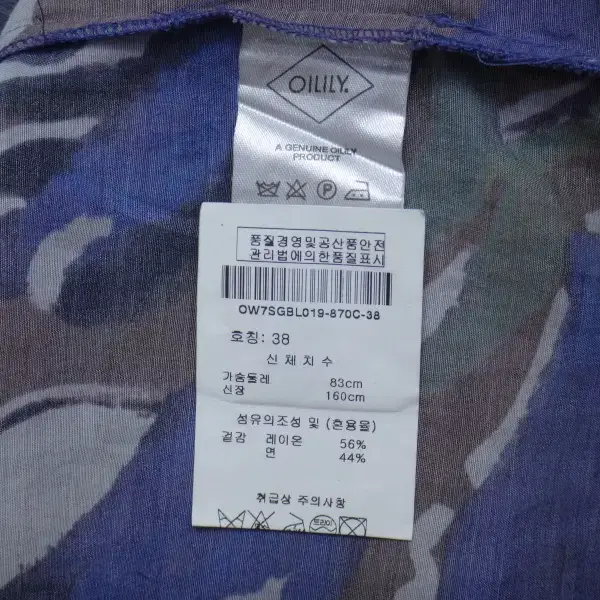 OILILY.
A GENUINE OILILY
PRODUCT
P
품질경영및공산품안전
관리법에의한품질표시
OW7SGBL019-870C-38
호칭: 38
신체치수
가슴둘레 83cm
신장 160cm
섬유의조성 및 (혼용율)
겉감 레이온 56%
면 44%
취급상 주의사항
드라이